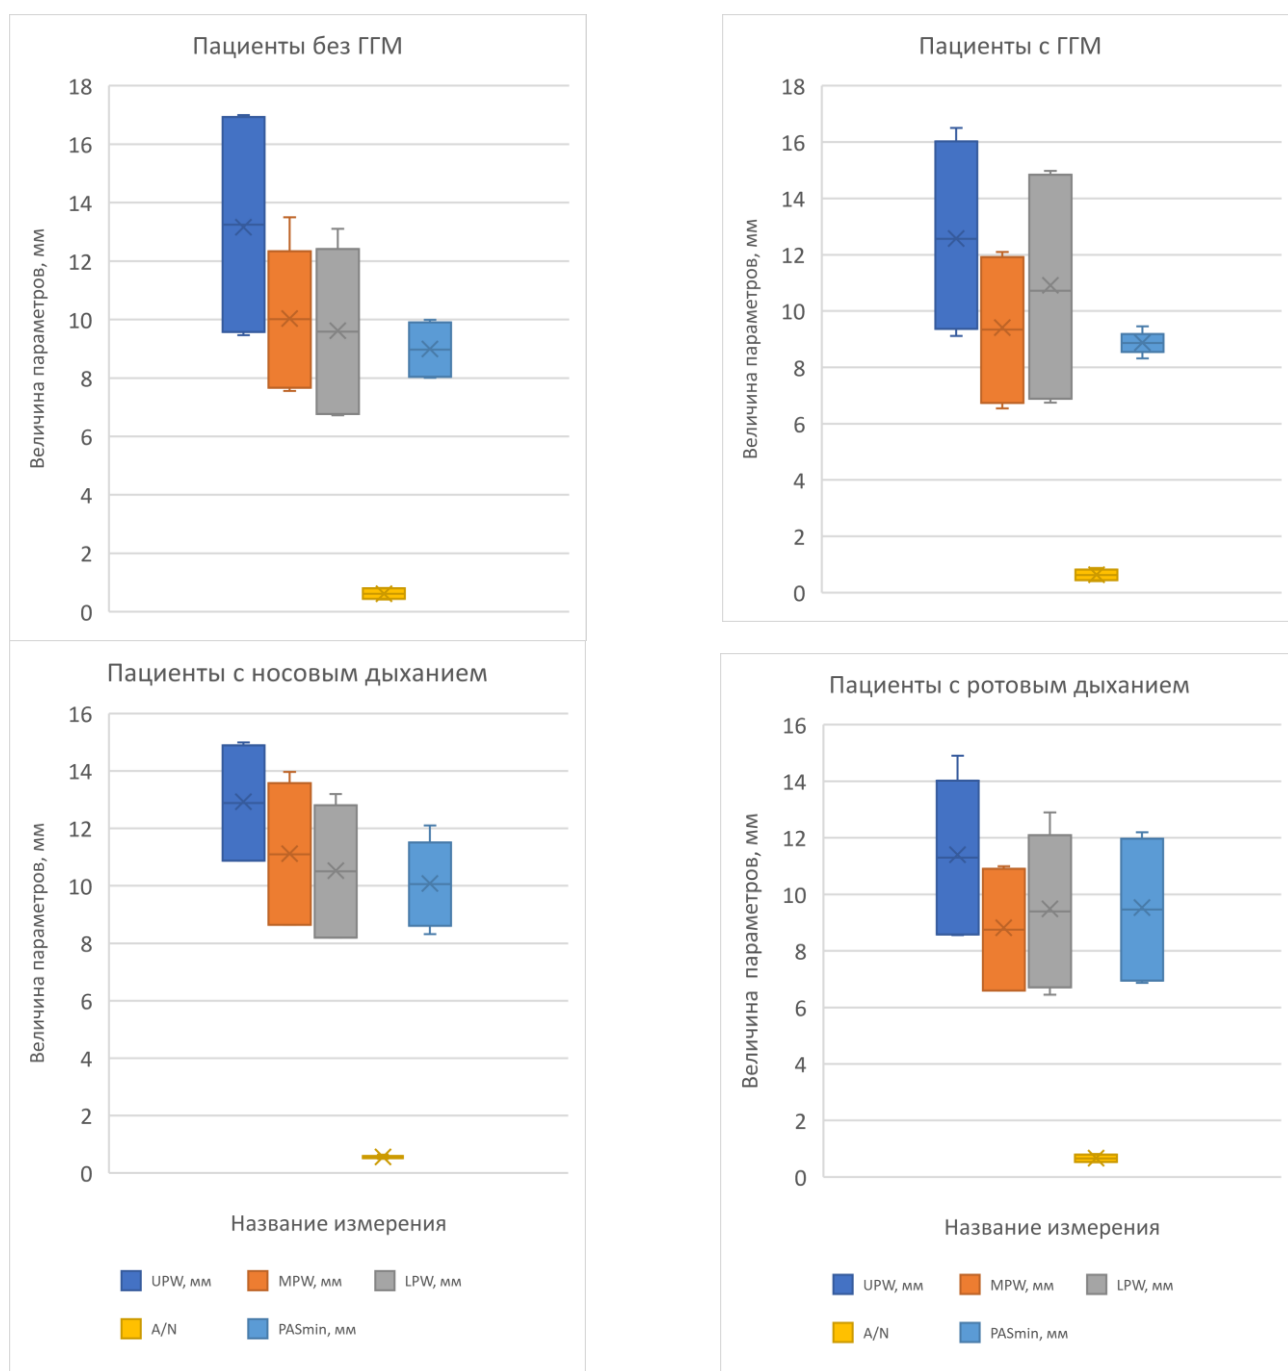 Пациенты без ГГМ
Величина параметров, мм
18
16
14
12
10
8
6
4
2
0
Пациенты с ГГМ
Величина параметров, мм
18
16
14
12
10
8
6
4
2
0
Пациенты с носовым дыханием
Величина параметров, мм
16
14
12
10
8
6
4
2
0
Название измерения
UPW, мм MPW, мм LPW, мм
A/N PASmin, мм
Пациенты с ротовым дыханием
Величина параметров, мм
16
14
12
10
8
6
4
2
0
Название измерения
UPW, мм MPW, мм LPW, мм
A/N PASmin, мм